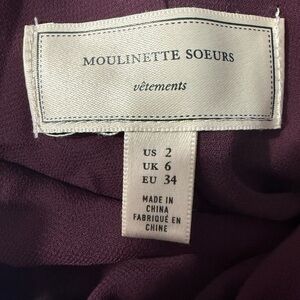 MOULINETTE SOEURS
vêtements
US 2
UK 6
EU 34
MADE IN
CHINA
FABRIQUÉ EN
CHINE